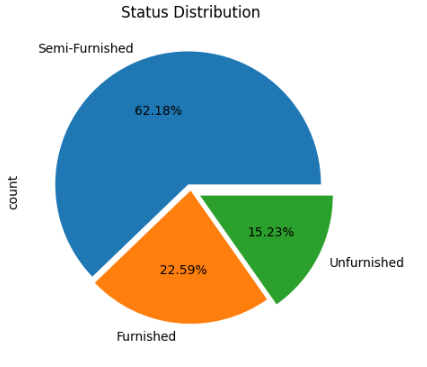 Status Distribution
Semi-Furnished
62.18%
count
15.23%
Unfurnished
22.59%
Furnished